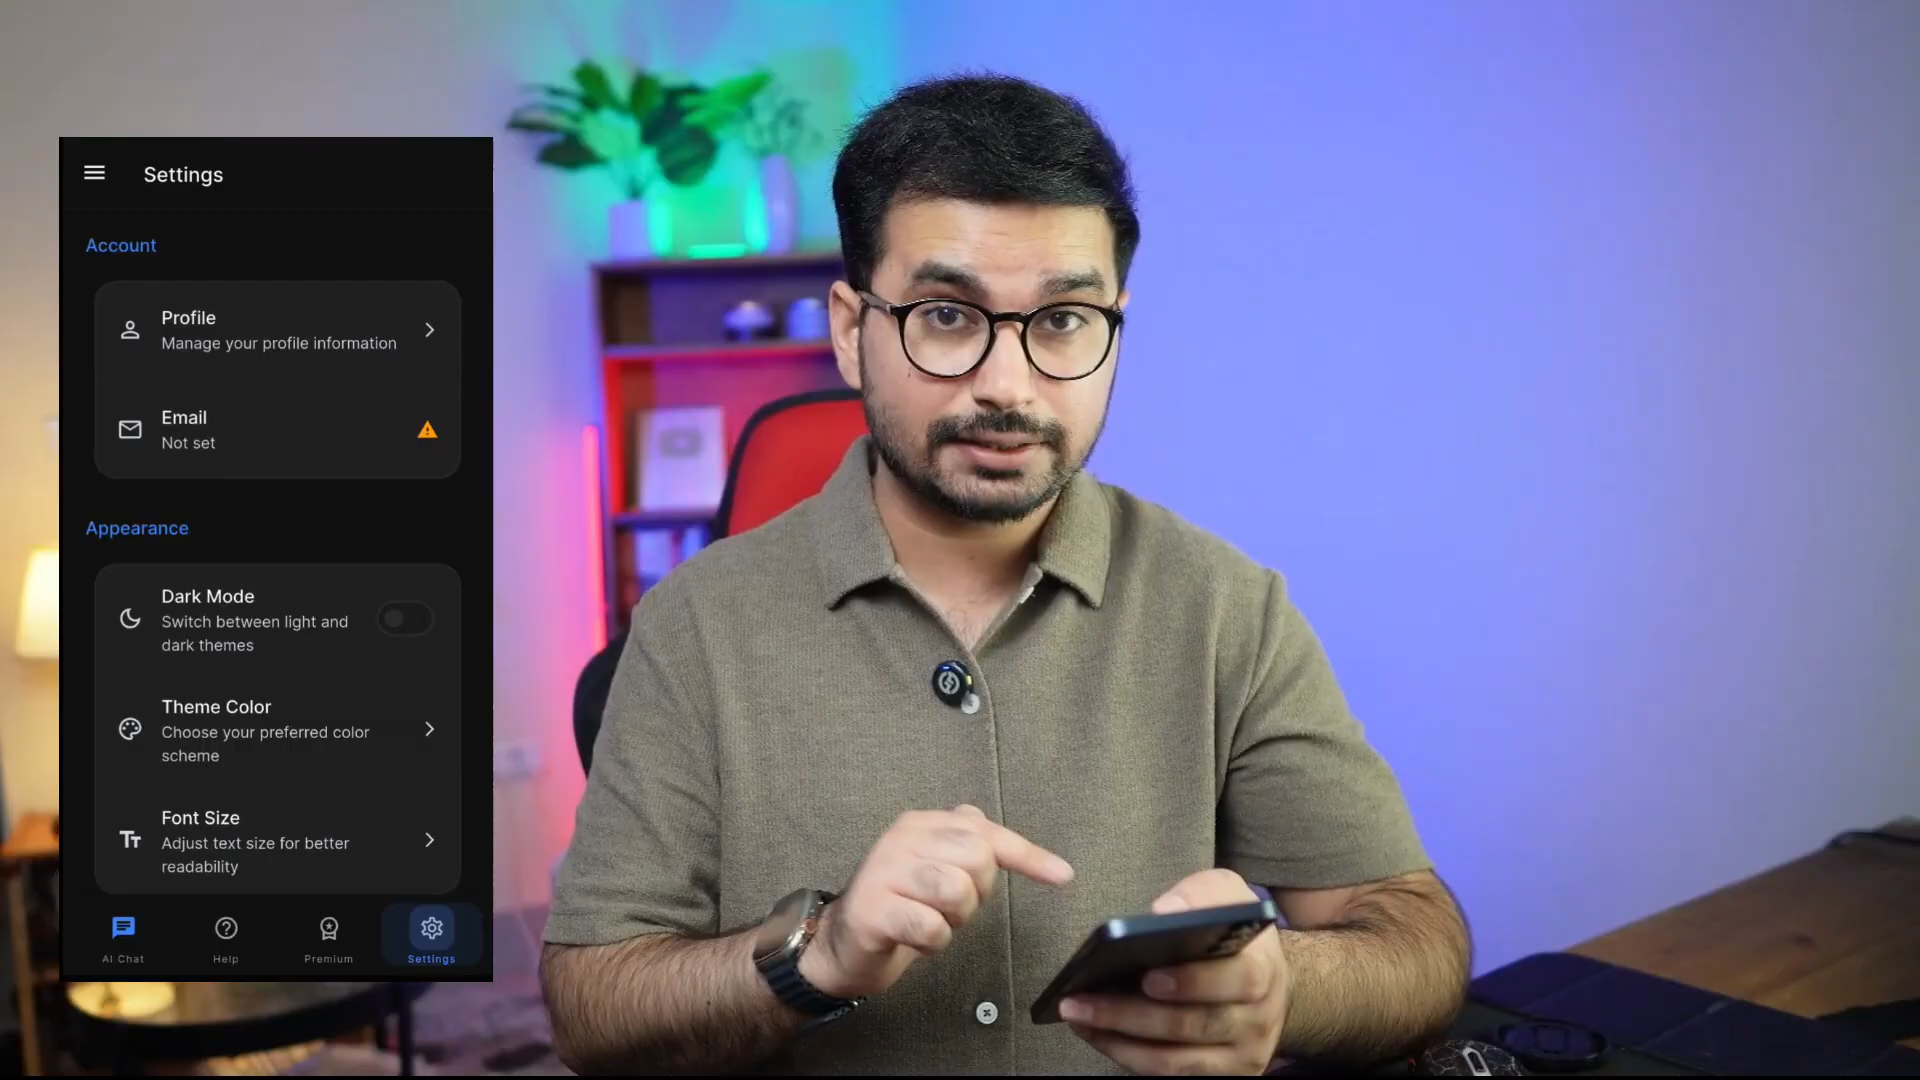 Settings
Account
Profile
Manage your profile information
Email
Not set
Appearance
Dark Mode
Switch between light and
dark themes
Theme Color
Choose your preferred color
scheme
Tт
Font Size
Adjust text size for better
readability
AI Chat
Help
Premium
Settings